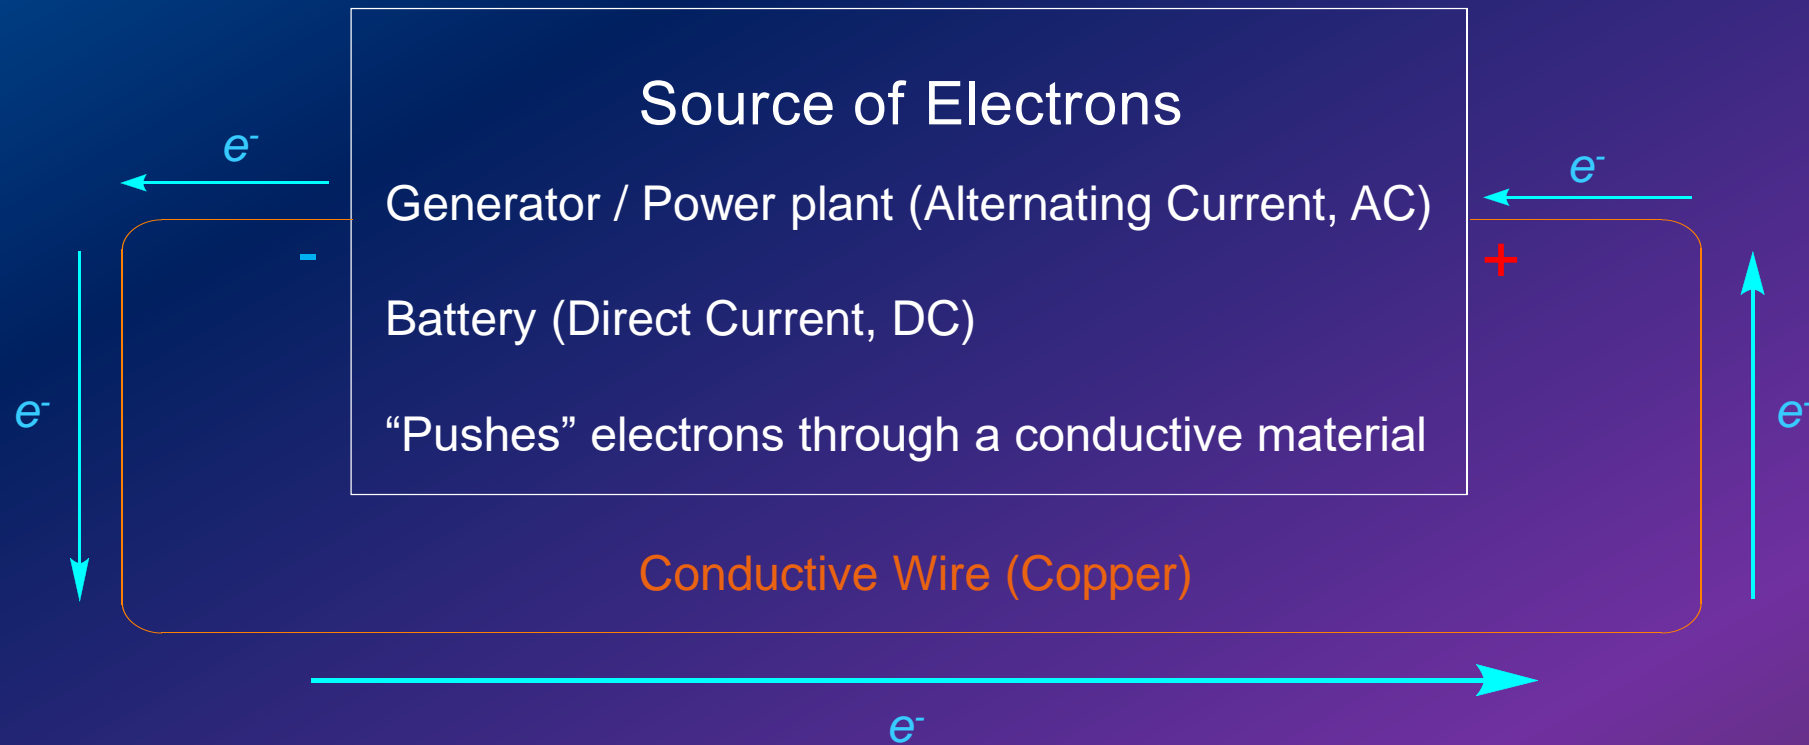 Source of Electrons
e-
e-
Generator / Power plant (Alternating Current, AC)
-
+
Battery (Direct Current, DC)
e-
e-
“Pushes” electrons through a conductive material
Conductive Wire (Copper)
e-